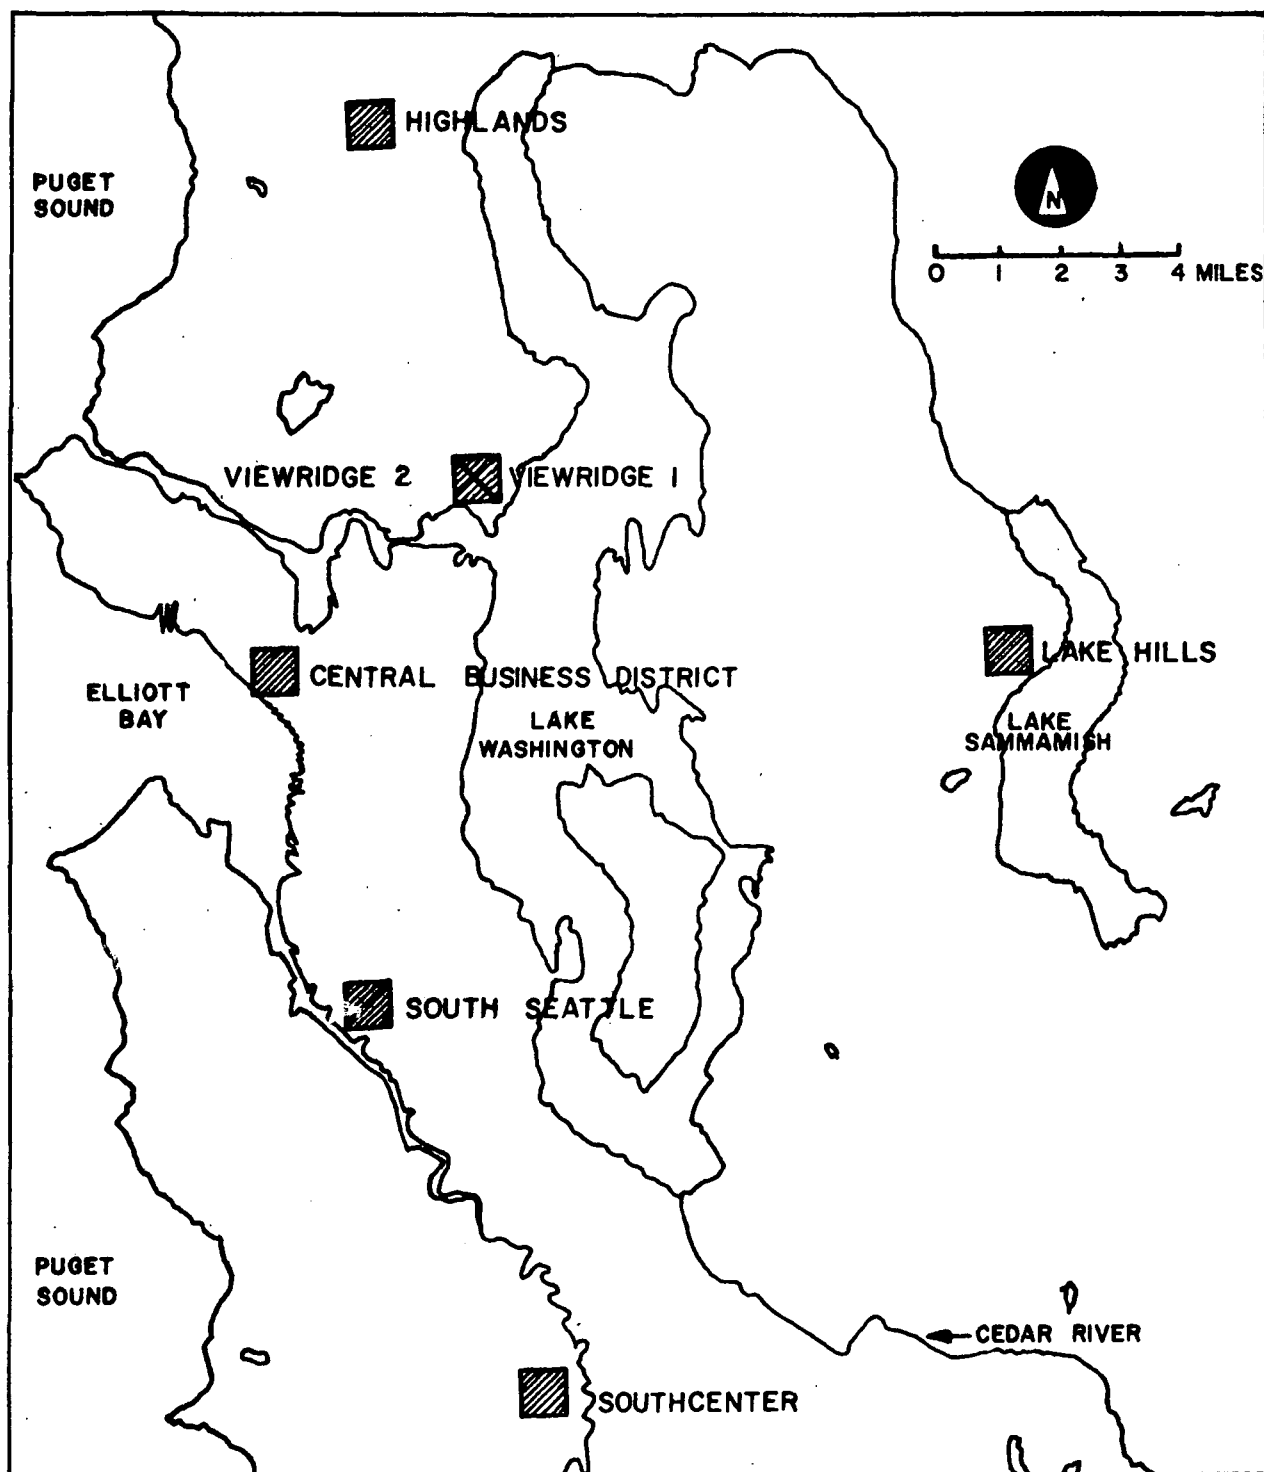 HIGHLANDS
PUGET
SOUND
N
0 1 2 3 4 MILES
VIEWRIDGE 2
VIEWRIDGE 1
LAKE HILLS
CENTRAL BUSINESS DISTRICT
ELLIOTT
BAY
LAKE
WASHINGTON
LAKE
SAMMAMISH
SOUTH SEATTLE
PUGET
SOUND
CEDAR RIVER
SOUTHCENTER